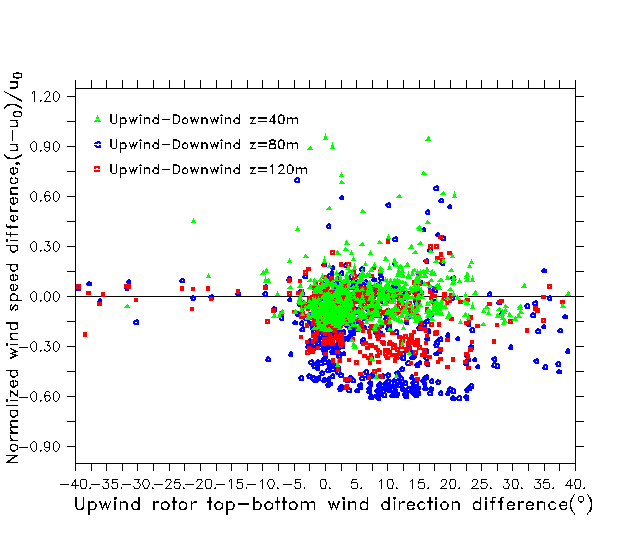 Normalized wind speed difference,(u−u₀)/u₀
1.20
0.90
0.60
0.30
0.00
−0.30
−0.60
−0.90
Upwind−Downwind z=40m
Upwind−Downwind z=80m
Upwind−Downwind z=120m
−40.−35.−30.−25.−20.−15.−10. −5. 0. 5. 10. 15. 20. 25. 30. 35. 40.
Upwind rotor top−bottom wind direction difference(°)